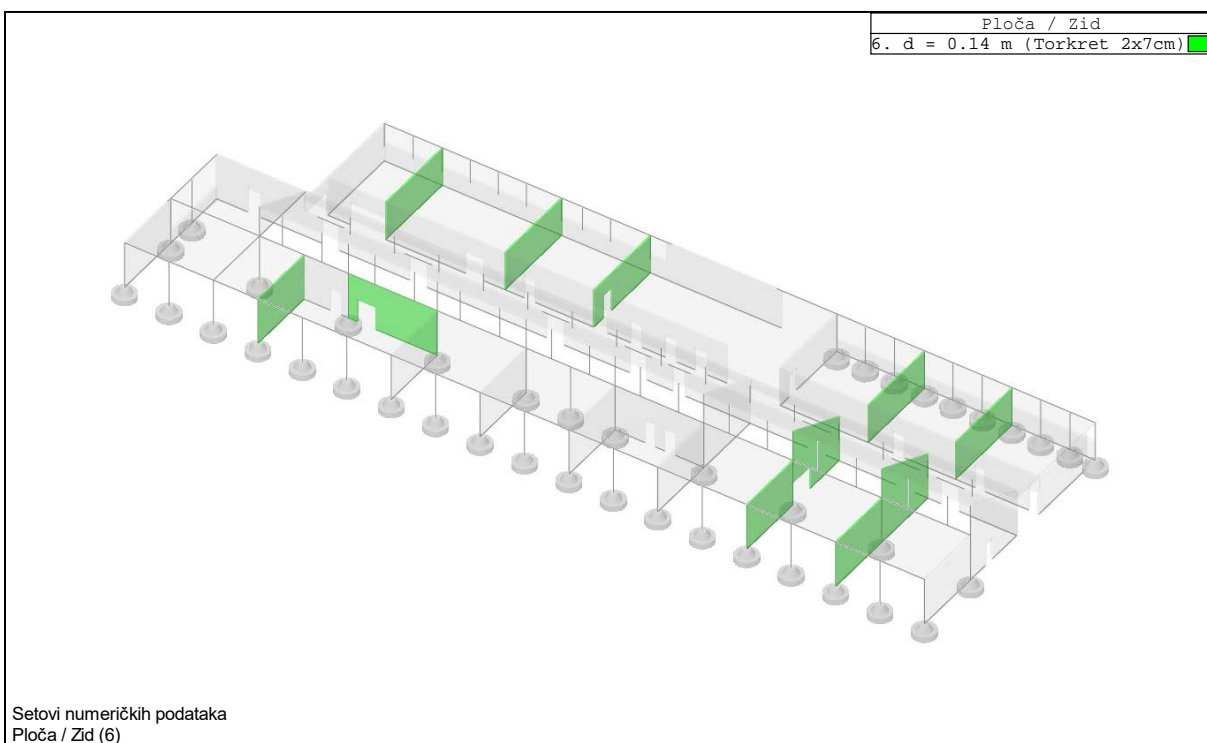 Ploča / Zid
6. d = 0.14 m (Torkret 2x7cm)
Setovi numeričkih podataka
Ploča / Zid (6)